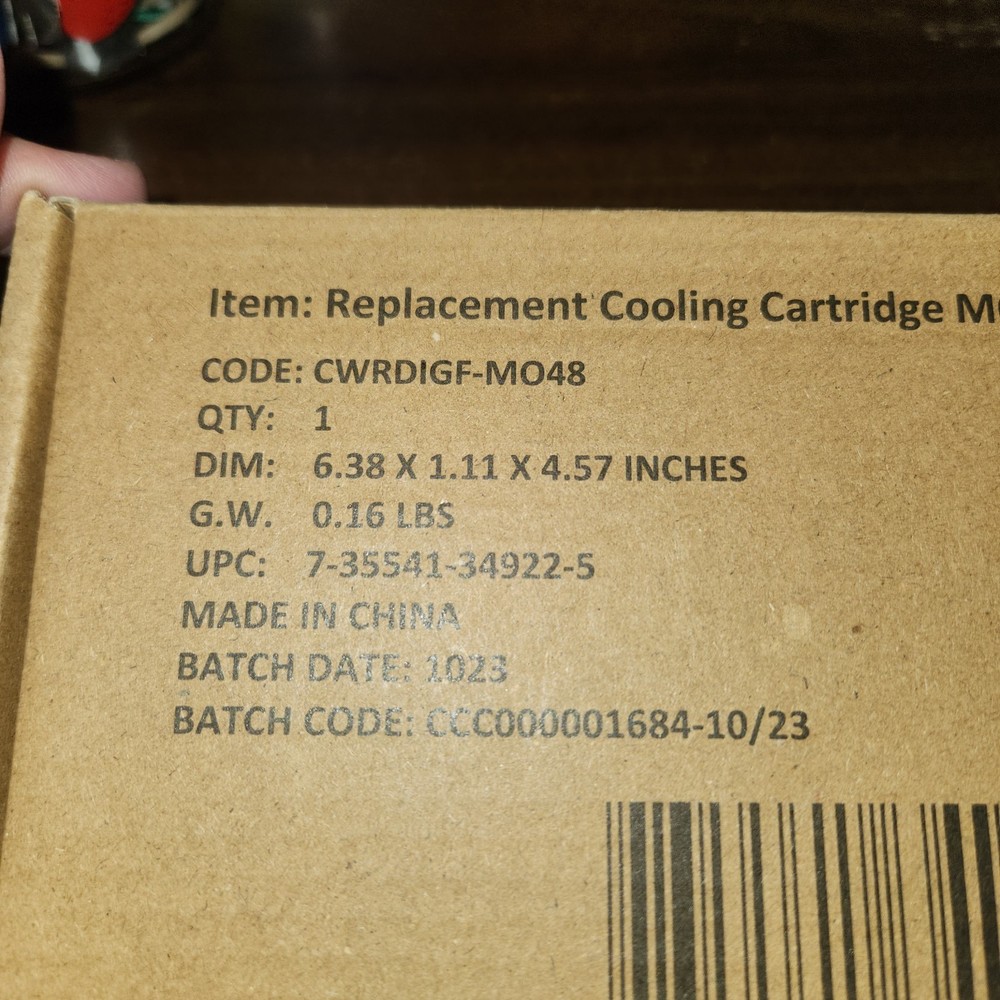 Item: Replacement Cooling Cartridge
CODE: CWRDIGF-MO48
QTY: 1
DIM: 6.38 X 1.11 X 4.57 INCHES
G.W. 0.16 LBS
UPC: 7-35541-34922-5
MADE IN CHINA
BATCH DATE: 1023
BATCH CODE: CCC000001684-10/23